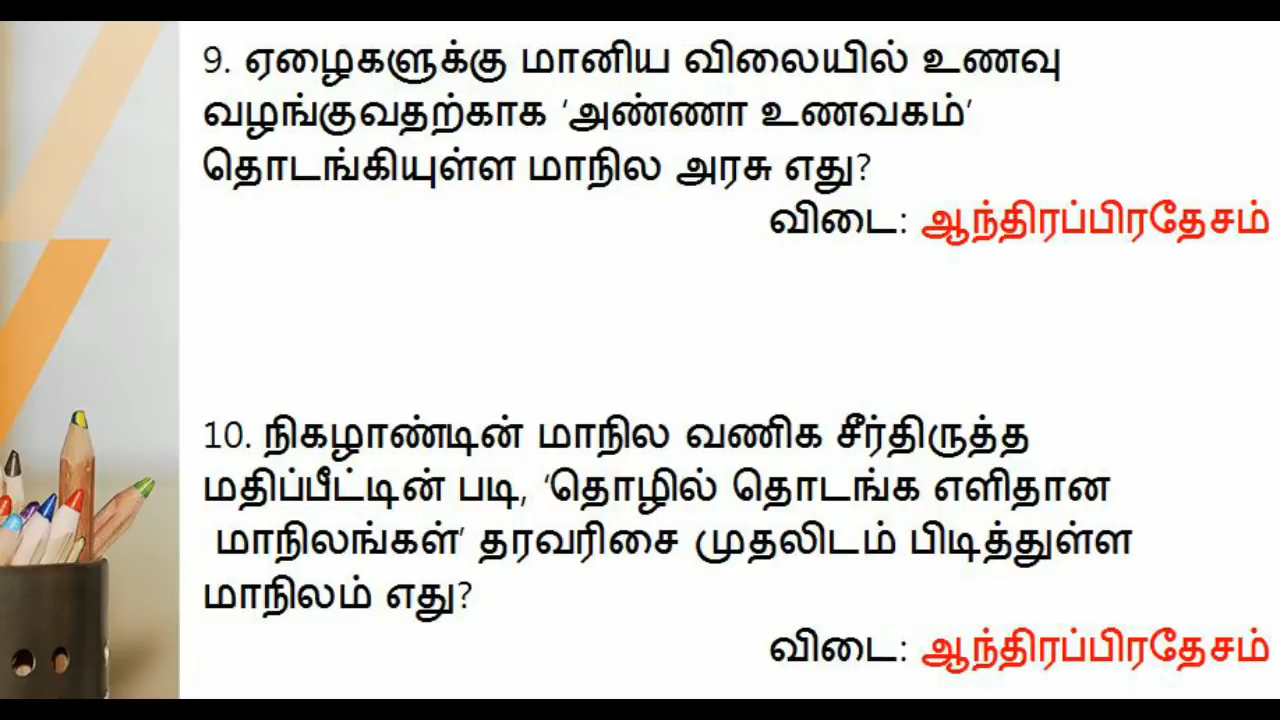 9. ஏழைகளுக்கு மானிய விலையில் உணவு
வழங்குவதற்காக ‘அண்ணா உணவகம்’
தொடங்கியுள்ள மாநில அரசு எது?
விடை: ஆந்திரப்பிரதேசம்
10. நிகழாண்டின் மாநில வணிக சீர்திருத்த
மதிப்பீட்டின் படி, ‘தொழில் தொடங்க எளிதான
மாநிலங்கள்’ தரவரிசை முதலிடம் பிடித்துள்ள
மாநிலம் எது?
விடை: ஆந்திரப்பிரதேசம்